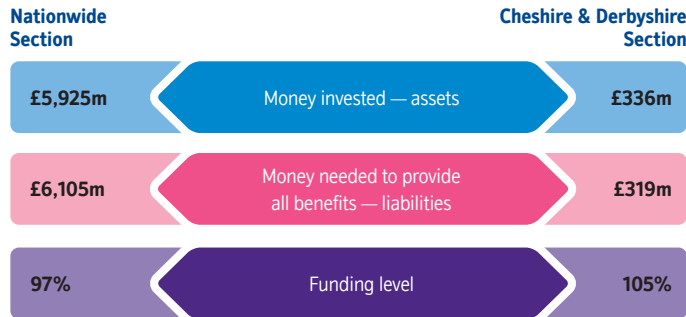 Nationwide
Section
Cheshire & Derbyshire
Section
£5,925m
Money invested — assets
£336m
£6,105m
Money needed to provide
all benefits — liabilities
£319m
97%
Funding level
105%